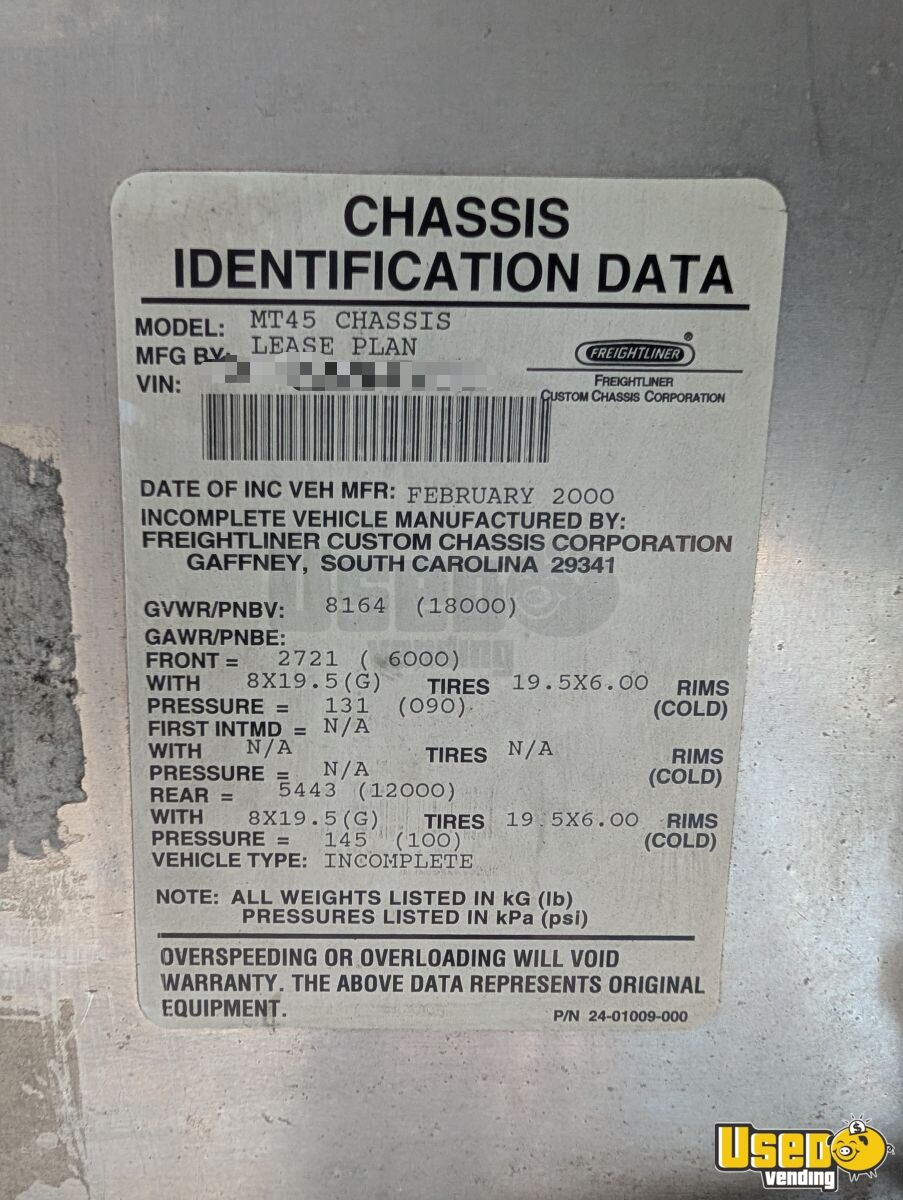 CHASSIS
IDENTIFICATION DATA
MODEL: MT45 CHASSIS
MFG BY: LEASE PLAN
VIN:
FREIGHTLINER ®
FREIGHTLINER
CUSTOM CHASSIS CORPORATION
DATE OF INC VEH MFR: FEBRUARY 2000
INCOMPLETE VEHICLE MANUFACTURED BY:
FREIGHTLINER CUSTOM CHASSIS CORPORATION
GAFFNEY, SOUTH CAROLINA 29341
GVWR/PNBV: 8164 (18000)
GAWR/PNBE:
FRONT = 2721 ( 6000)
WITH 8X19.5(G) TIRES 19.5X6.00 RIMS
PRESSURE = 131 (090) (COLD)
FIRST INTMD = N/A
WITH N/A TIRES N/A RIMS
PRESSURE = N/A (COLD)
REAR = 5443 (12000)
WITH 8X19.5(G) TIRES 19.5X6.00 RIMS
PRESSURE = 145 (100) (COLD)
VEHICLE TYPE: INCOMPLETE
NOTE: ALL WEIGHTS LISTED IN kG (lb)
PRESSURES LISTED IN kPa (psi)
OVERSPEEDING OR OVERLOADING WILL VOID
WARRANTY. THE ABOVE DATA REPRESENTS ORIGINAL
EQUIPMENT.
P/N 24-01009-000
USED
vending
Used
vending